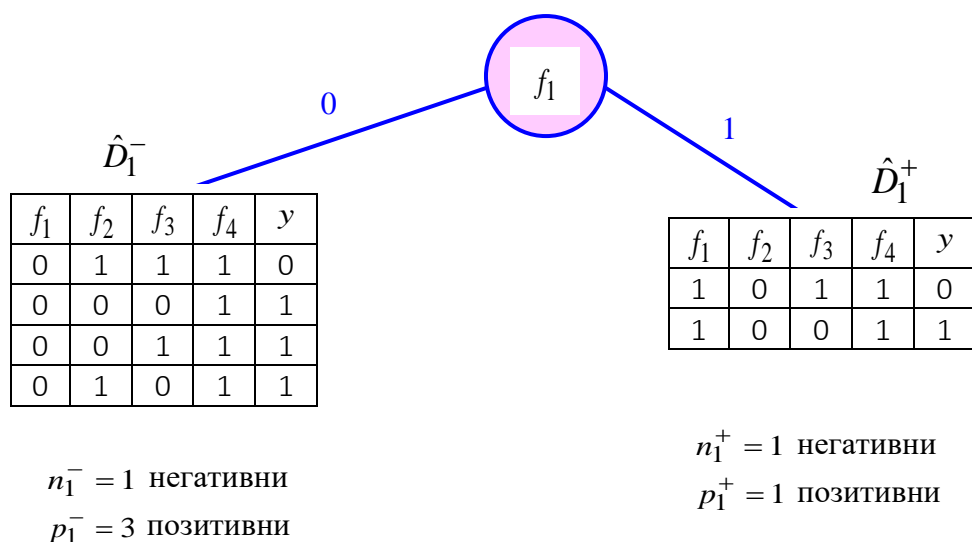 f₁
0
1
D̂₁⁻
f₁ f₂ f₃ f₄ y
0 1 1 1 0
0 0 0 1 1
0 0 1 1 1
0 1 0 1 1
n₁⁻ = 1 негативни
p₁⁻ = 3 позитивни
D̂₁⁺
f₁ f₂ f₃ f₄ y
1 0 1 1 0
1 0 0 1 1
n₁⁺ = 1 негативни
p₁⁺ = 1 позитивни